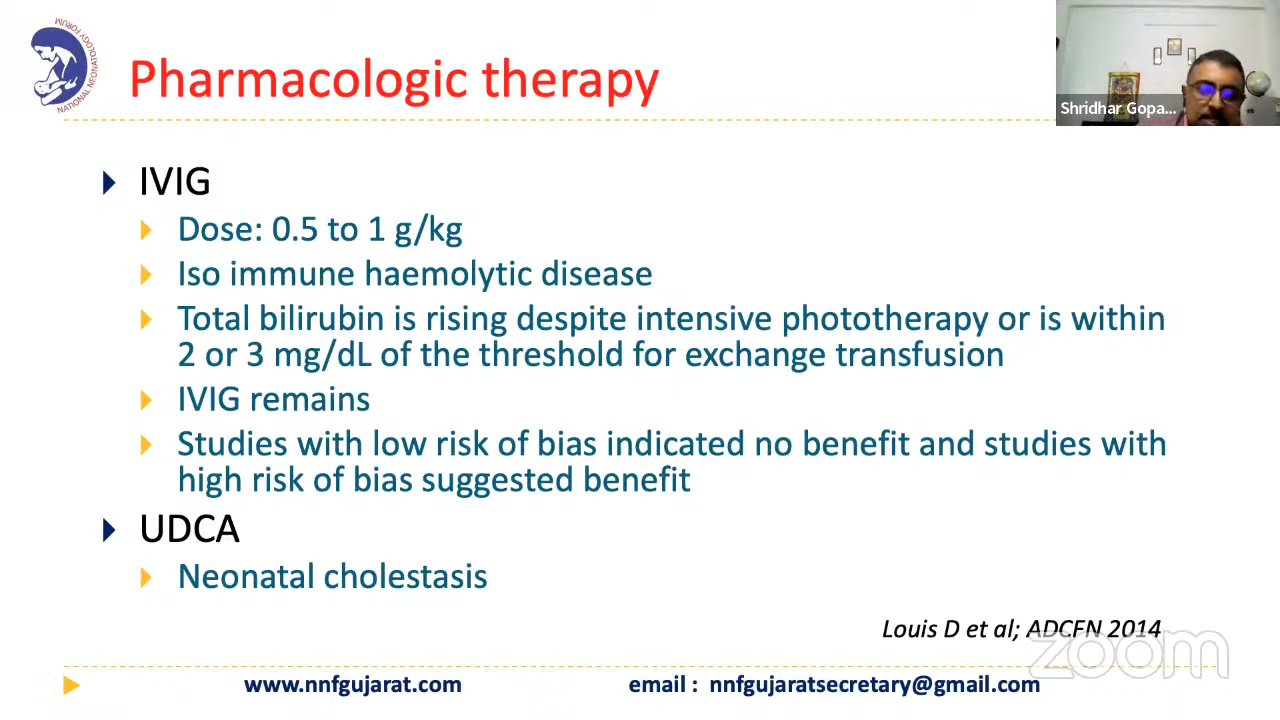 NATIONAL NEONATOLOGY FORUM
Pharmacologic therapy
Shridhar Gopa...
IVIG
Dose: 0.5 to 1 g/kg
Iso immune haemolytic disease
Total bilirubin is rising despite intensive phototherapy or is within
2 or 3 mg/dL of the threshold for exchange transfusion
IVIG remains
Studies with low risk of bias indicated no benefit and studies with
high risk of bias suggested benefit
UDCA
Neonatal cholestasis
Louis D et al; ADCFN 2014
zoom
www.nnfgujarat.com
email : nnfgujaratsecretary@gmail.com